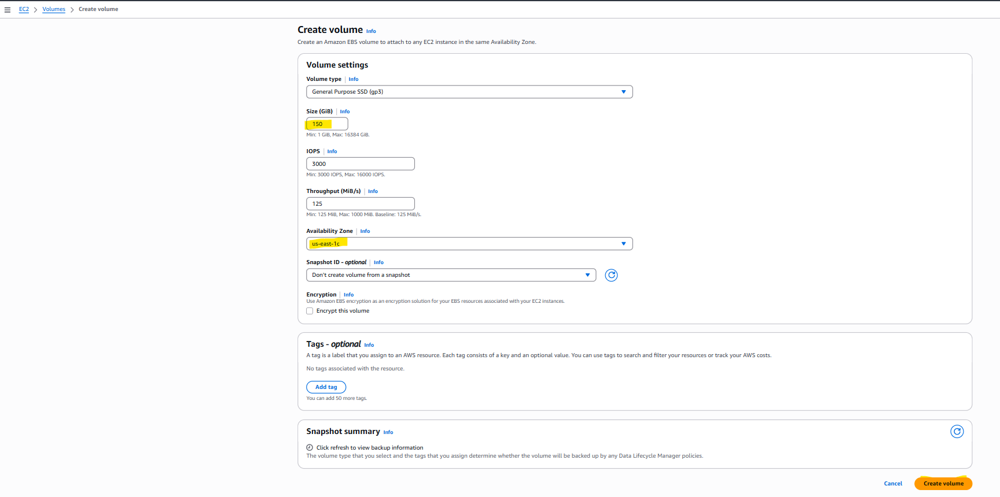 EC2 > Volumes > Create volume
Create volume Info
Create an Amazon EBS volume to attach to any EC2 instance in the same Availability Zone.
Volume settings
Volume type | Info
General Purpose SSD (gp3)
Size (GiB) | Info
150
Min: 1 GiB, Max: 16384 GiB.
IOPS | Info
3000
Min: 3000 IOPS, Max: 16000 IOPS.
Throughput (MiB/s) | Info
125
Min: 125 MiB, Max: 1000 MiB. Baseline: 125 MiB/s.
Availability Zone | Info
us-east-1c
Snapshot ID - optional | Info
Don't create volume from a snapshot
Encryption | Info
Use Amazon EBS encryption as an encryption solution for your EBS resources associated with your EC2 instances.
Encrypt this volume
Tags - optional Info
A tag is a label that you assign to an AWS resource. Each tag consists of a key and an optional value. You can use tags to search and filter your resources or track your AWS costs.
No tags associated with the resource.
Add tag
You can add 50 more tags.
Snapshot summary Info
Click refresh to view backup information
The volume type that you select and the tags that you assign determine whether the volume will be backed up by any Data Lifecycle Manager policies.
Cancel Create volume